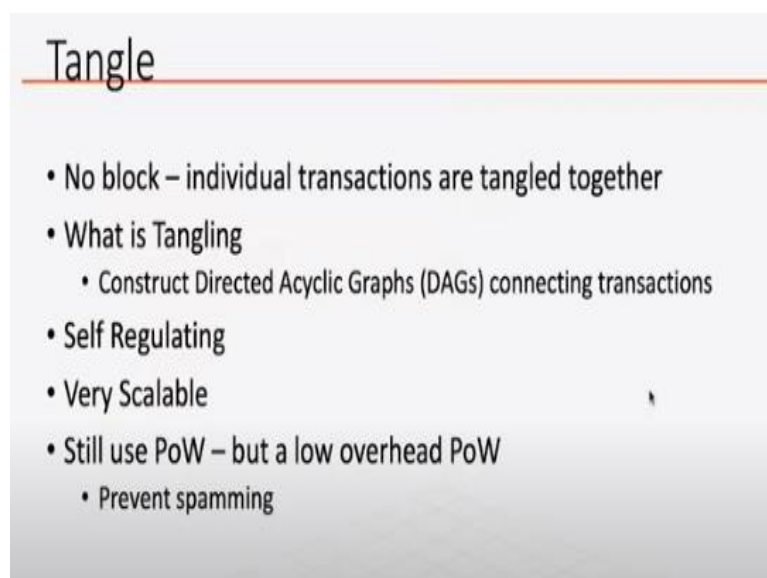 Tangle
• No block – individual transactions are tangled together
• What is Tangling
• Construct Directed Acyclic Graphs (DAGs) connecting transactions
• Self Regulating
• Very Scalable
• Still use PoW – but a low overhead PoW
• Prevent spamming